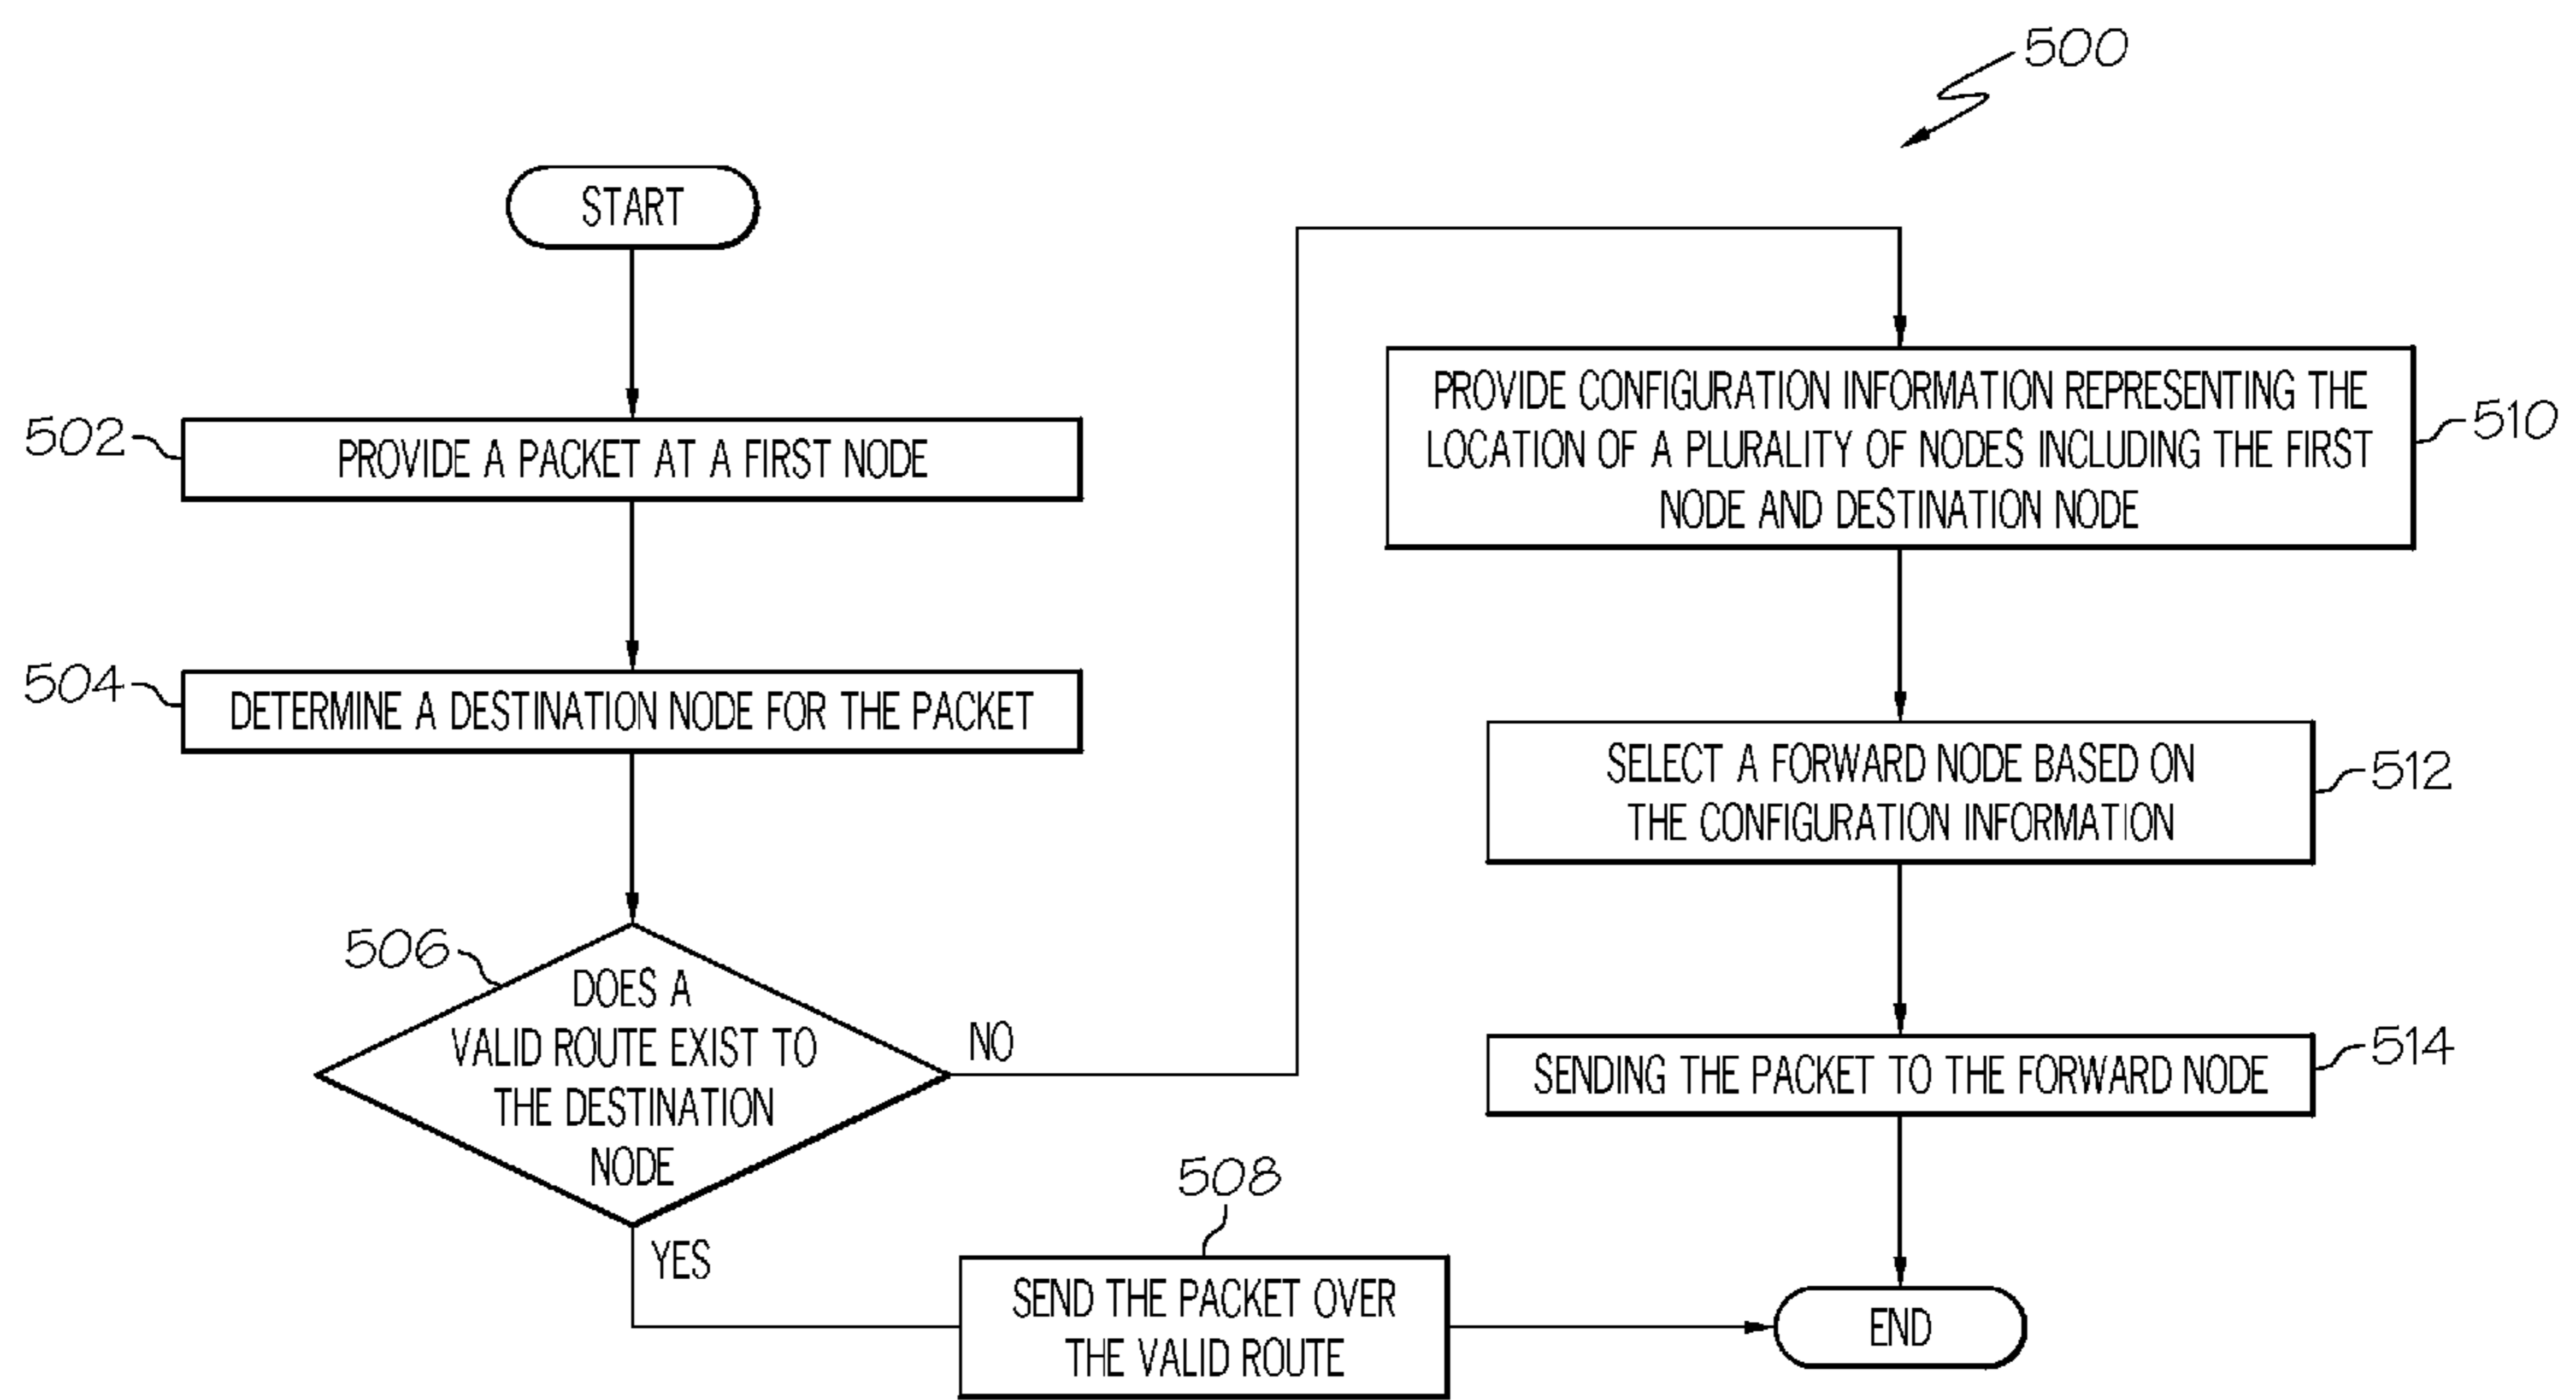 500
START
502
PROVIDE A PACKET AT A FIRST NODE
504
DETERMINE A DESTINATION NODE FOR THE PACKET
506
DOES A
VALID ROUTE EXIST TO
THE DESTINATION
NODE
NO
YES
508
SEND THE PACKET OVER
THE VALID ROUTE
510
PROVIDE CONFIGURATION INFORMATION REPRESENTING THE
LOCATION OF A PLURALITY OF NODES INCLUDING THE FIRST
NODE AND DESTINATION NODE
512
SELECT A FORWARD NODE BASED ON
THE CONFIGURATION INFORMATION
514
SENDING THE PACKET TO THE FORWARD NODE
END